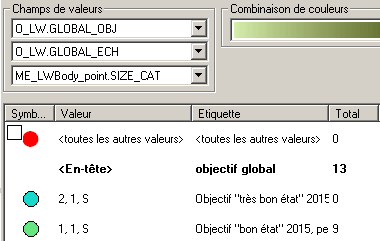 Champs de valeurs
Combinaison de couleurs
O_LW.GLOBAL_OBJ
O_LW.GLOBAL_ECH
ME_LWBody_point.SIZE_CAT
Symb... Valeur Etiquette Total
<toutes les autres valeurs> <toutes les autres valeurs> 0
<En-tête> objectif global 13
2, 1, S Objectif "très bon état" 2015 0
1, 1, S Objectif "bon état" 2015, pe 9